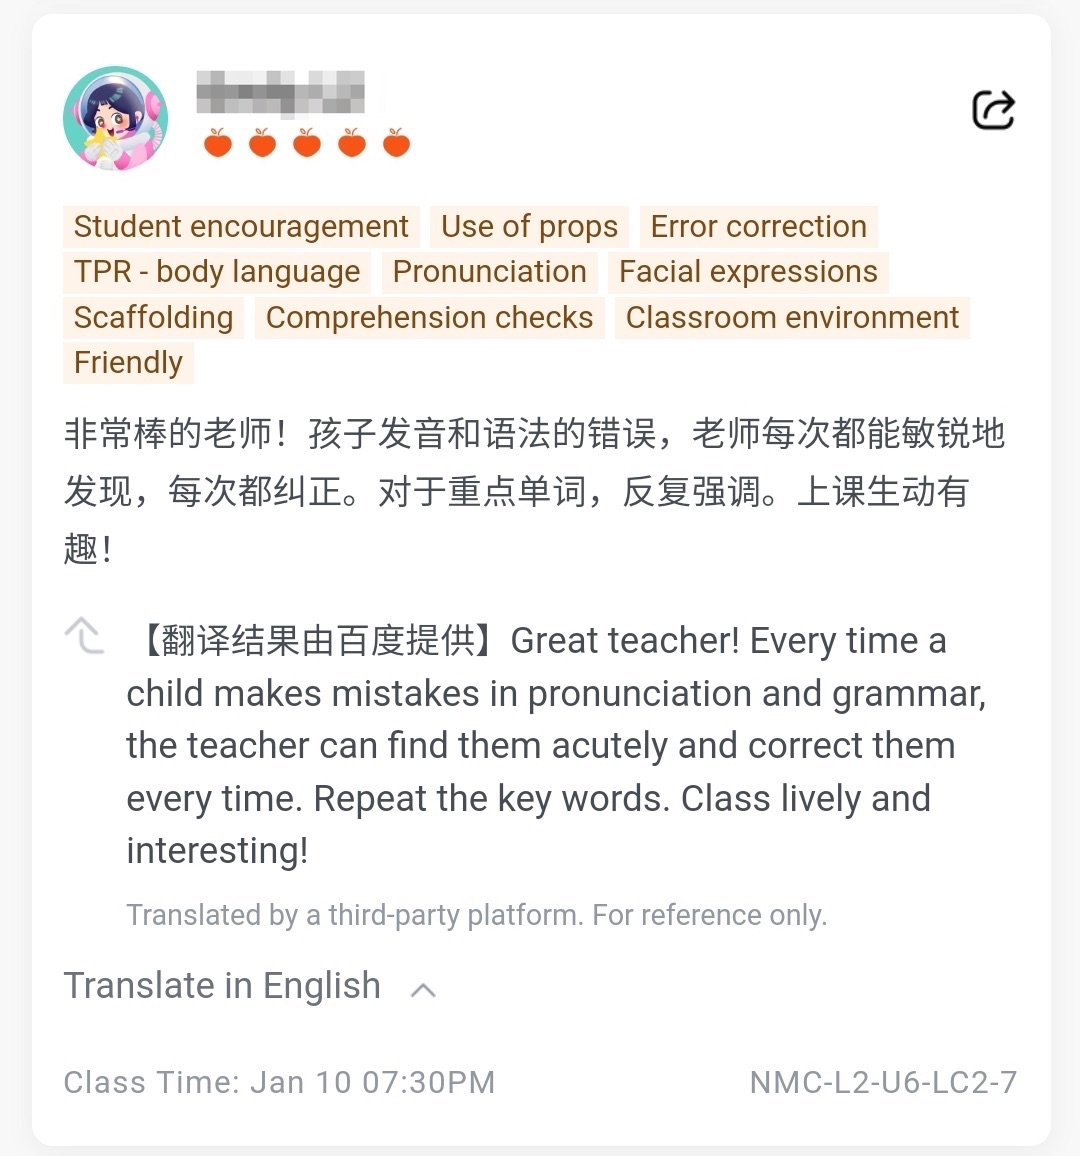 Student encouragement Use of props Error correction
TPR - body language Pronunciation Facial expressions
Scaffolding Comprehension checks Classroom environment
Friendly
非常棒的老师！孩子发音和语法的错误，老师每次都能敏锐地
发现，每次都纠正。对于重点单词，反复强调。上课生动有
趣！
【翻译结果由百度提供】Great teacher! Every time a
child makes mistakes in pronunciation and grammar,
the teacher can find them acutely and correct them
every time. Repeat the key words. Class lively and
interesting!
Translated by a third-party platform. For reference only.
Translate in English
Class Time: Jan 10 07:30PM NMC-L2-U6-LC2-7